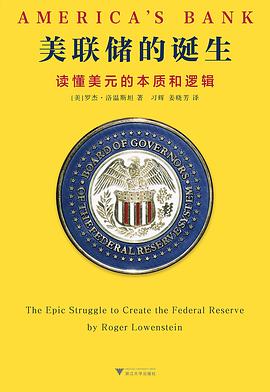 AMERICA'S BANK
美联储的诞生
读懂美元的本质和逻辑
[美]罗杰·洛温斯坦 著 刁辉 姜晓芳 译
BOARD OF GOVERNORS
OF THE FEDERAL RESERVE SYSTEM
The Epic Struggle to Create the Federal Reserve
by Roger Lowenstein
浙江大学出版社